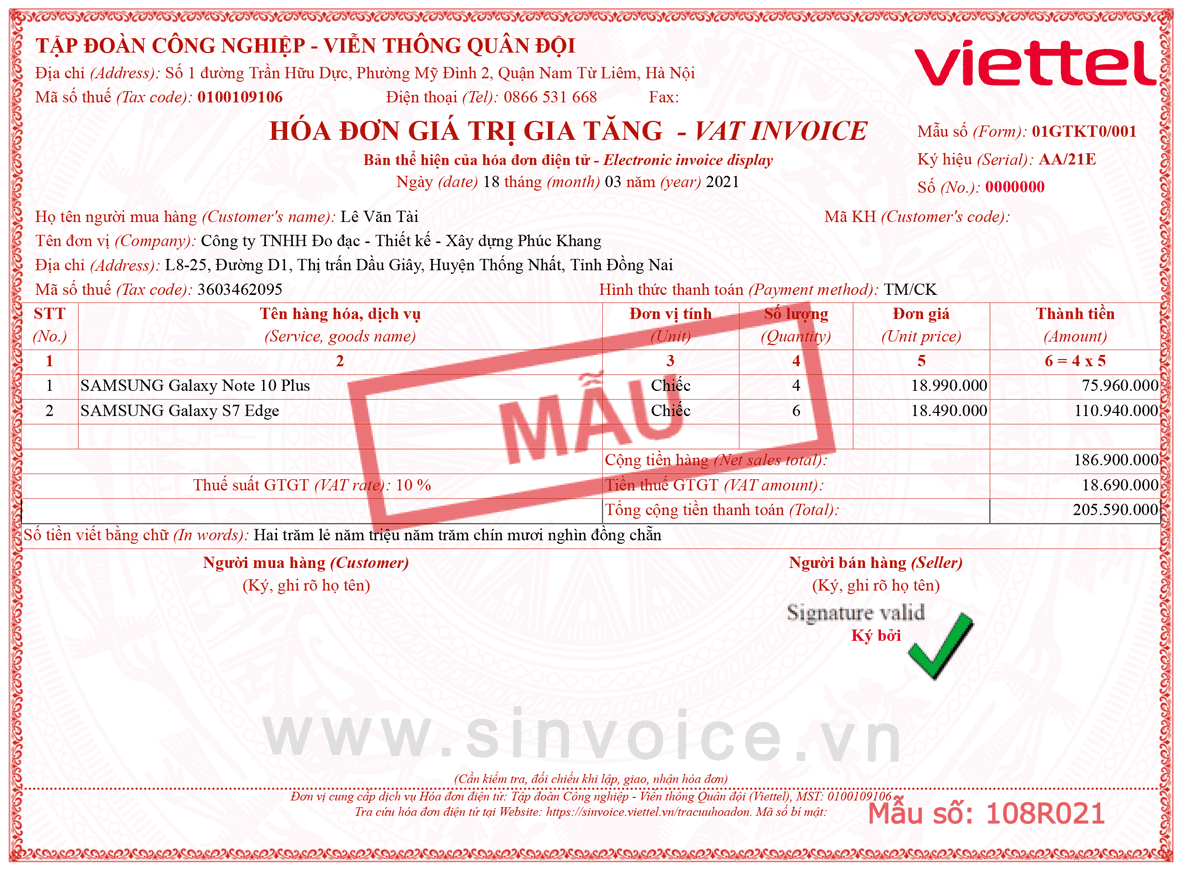 TẬP ĐOÀN CÔNG NGHIỆP - VIỄN THÔNG QUÂN ĐỘI
viettel
Địa chỉ (Address): Số 1 đường Trần Hữu Dực, Phường Mỹ Đình 2, Quận Nam Từ Liêm, Hà Nội
Mã số thuế (Tax code): 0100109106 Điện thoại (Tel): 0866 531 668 Fax:
HÓA ĐƠN GIÁ TRỊ GIA TĂNG - VAT INVOICE
Mẫu số (Form): 01GTKT0/001
Bản thể hiện của hóa đơn điện tử - Electronic invoice display
Ký hiệu (Serial): AA/21E
Ngày (date) 18 tháng (month) 03 năm (year) 2021
Số (No.): 0000000
Họ tên người mua hàng (Customer's name): Lê Văn Tài Mã KH (Customer's code):
Tên đơn vị (Company): Công ty TNHH Đo đạc - Thiết kế - Xây dựng Phúc Khang
Địa chỉ (Address): L8-25, Đường D1, Thị trấn Dầu Giây, Huyện Thống Nhất, Tỉnh Đồng Nai
Mã số thuế (Tax code): 3603462095 Hình thức thanh toán (Payment method): TM/CK
STT Tên hàng hóa, dịch vụ Đơn vị tính Số lượng Đơn giá Thành tiền
(No.) (Service, goods name) (Unit) (Quantity) (Unit price) (Amount)
1 2 3 4 5 6 = 4 x 5
1 SAMSUNG Galaxy Note 10 Plus Chiếc 4 18.990.000 75.960.000
2 SAMSUNG Galaxy S7 Edge Chiếc 6 18.490.000 110.940.000
MẪU
Cộng tiền hàng (Net sales total): 186.900.000
Thuế suất GTGT (VAT rate): 10 % Tiền thuế GTGT (VAT amount): 18.690.000
Tổng cộng tiền thanh toán (Total): 205.590.000
Số tiền viết bằng chữ (In words): Hai trăm lẻ năm triệu năm trăm chín mươi nghìn đồng chẵn
Người mua hàng (Customer) Người bán hàng (Seller)
(Ký, ghi rõ họ tên) (Ký, ghi rõ họ tên)
Signature valid
Ký bởi
www.sinvoice.vn
(Cần kiểm tra, đối chiếu khi lập, giao, nhận hóa đơn)
Đơn vị cung cấp dịch vụ Hóa đơn điện tử: Tập đoàn Công nghiệp - Viễn thông Quân đội (Viettel), MST: 0100109106
Tra cứu hóa đơn điện tử tại Website: https://sinvoice.viettel.vn/tracuuhoadon. Mã số bí mật:
Mẫu số: 108R021